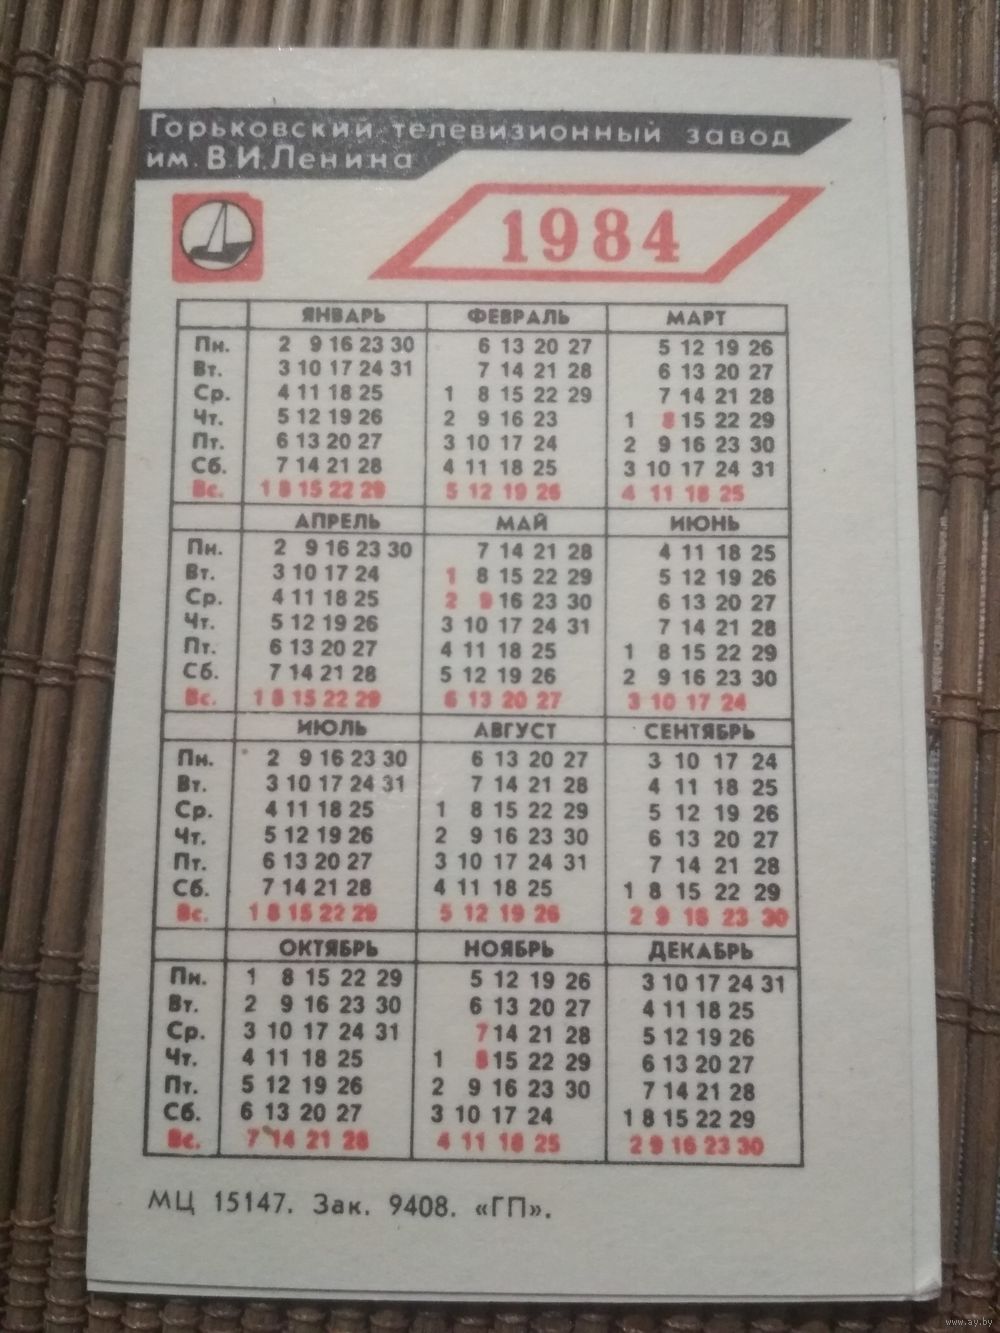 Горьковский телевизионный завод
им. В.И.Ленина
1984
ЯНВАРЬ ФЕВРАЛЬ МАРТ
Пн. 2 9 16 23 30 6 13 20 27 5 12 19 26
Вт. 3 10 17 24 31 7 14 21 28 6 13 20 27
Ср. 4 11 18 25 1 8 15 22 29 7 14 21 28
Чт. 5 12 19 26 2 9 16 23 1 8 15 22 29
Пт. 6 13 20 27 3 10 17 24 2 9 16 23 30
Сб. 7 14 21 28 4 11 18 25 3 10 17 24 31
Вс. 1 8 15 22 29 5 12 19 26 4 11 18 25
АПРЕЛЬ МАЙ ИЮНЬ
Пн. 2 9 16 23 30 7 14 21 28 4 11 18 25
Вт. 3 10 17 24 1 8 15 22 29 5 12 19 26
Ср. 4 11 18 25 2 9 16 23 30 6 13 20 27
Чт. 5 12 19 26 3 10 17 24 31 7 14 21 28
Пт. 6 13 20 27 4 11 18 25 1 8 15 22 29
Сб. 7 14 21 28 5 12 19 26 2 9 16 23 30
Вс. 1 8 15 22 29 6 13 20 27 3 10 17 24
ИЮЛЬ АВГУСТ СЕНТЯБРЬ
Пн. 2 9 16 23 30 6 13 20 27 3 10 17 24
Вт. 3 10 17 24 31 7 14 21 28 4 11 18 25
Ср. 4 11 18 25 1 8 15 22 29 5 12 19 26
Чт. 5 12 19 26 2 9 16 23 30 6 13 20 27
Пт. 6 13 20 27 3 10 17 24 31 7 14 21 28
Сб. 7 14 21 28 4 11 18 25 1 8 15 22 29
Вс. 1 8 15 22 29 5 12 19 26 2 9 16 23 30
ОКТЯБРЬ НОЯБРЬ ДЕКАБРЬ
Пн. 1 8 15 22 29 5 12 19 26 3 10 17 24 31
Вт. 2 9 16 23 30 6 13 20 27 4 11 18 25
Ср. 3 10 17 24 31 7 14 21 28 5 12 19 26
Чт. 4 11 18 25 1 8 15 22 29 6 13 20 27
Пт. 5 12 19 26 2 9 16 23 30 7 14 21 28
Сб. 6 13 20 27 3 10 17 24 1 8 15 22 29
Вс. 7 14 21 28 4 11 18 25 2 9 16 23 30
МЦ 15147. Зак. 9408. «ГП».
www.ay.by